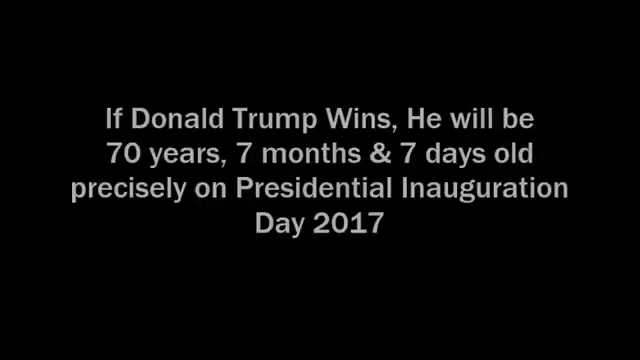 If Donald Trump Wins, He will be
70 years, 7 months & 7 days old
precisely on Presidential Inauguration
Day 2017